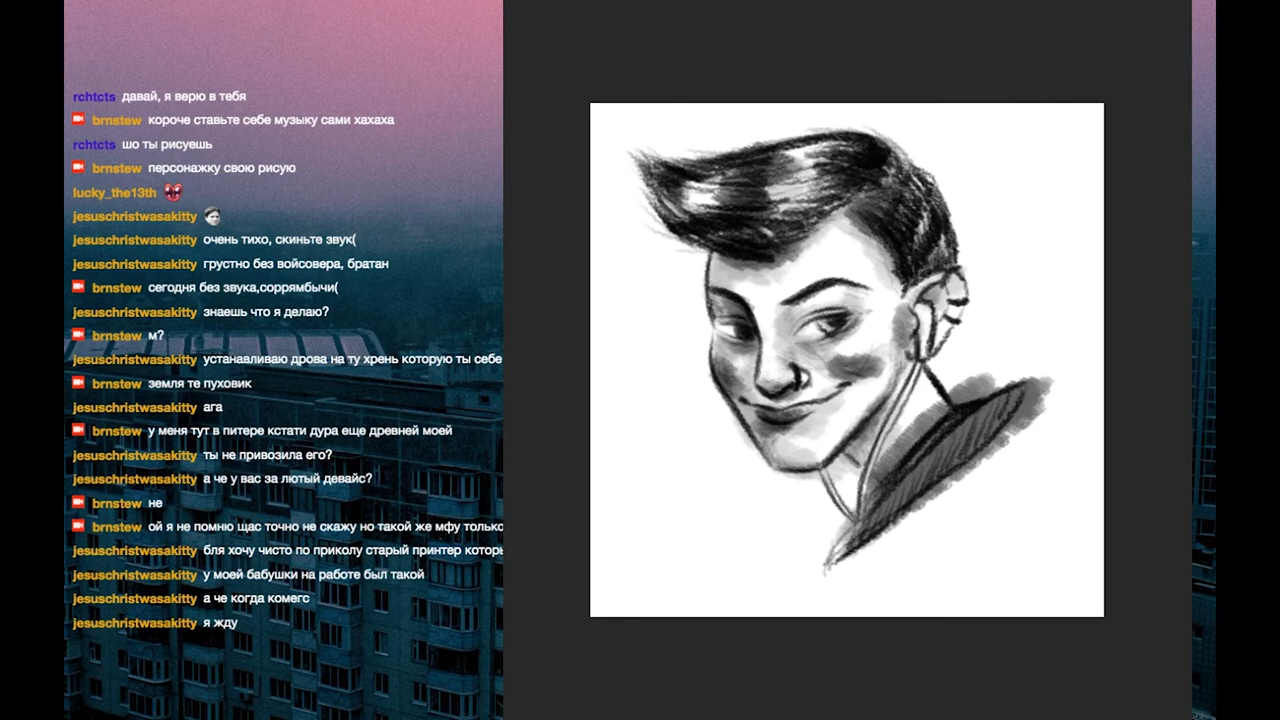 rchtcts давай, я верю в тебя
brnstew короче ставьте себе музыку сами хахаха
rchtcts шо ты рисуешь
brnstew персонажку свою рисую
lucky_the13th
jesuschristwasakitty
jesuschristwasakitty очень тихо, скиньте звук(
jesuschristwasakitty грустно без войсовера, братан
brnstew сегодня без звука,соррямбычи(
jesuschristwasakitty знаешь что я делаю?
brnstew м?
jesuschristwasakitty устанавливаю дрова на ту хрень которую ты себе
brnstew земля те пуховик
jesuschristwasakitty ага
brnstew у меня тут в питере кстати дура еще древней моей
jesuschristwasakitty ты не привозила его?
jesuschristwasakitty а че у вас за лютый девайс?
brnstew не
brnstew ой я не помню щас точно не скажу но такой же мфу только
jesuschristwasakitty бля хочу чисто по приколу старый принтер которы
jesuschristwasakitty у моей бабушки на работе был такой
jesuschristwasakitty а че когда комегс
jesuschristwasakitty я жду